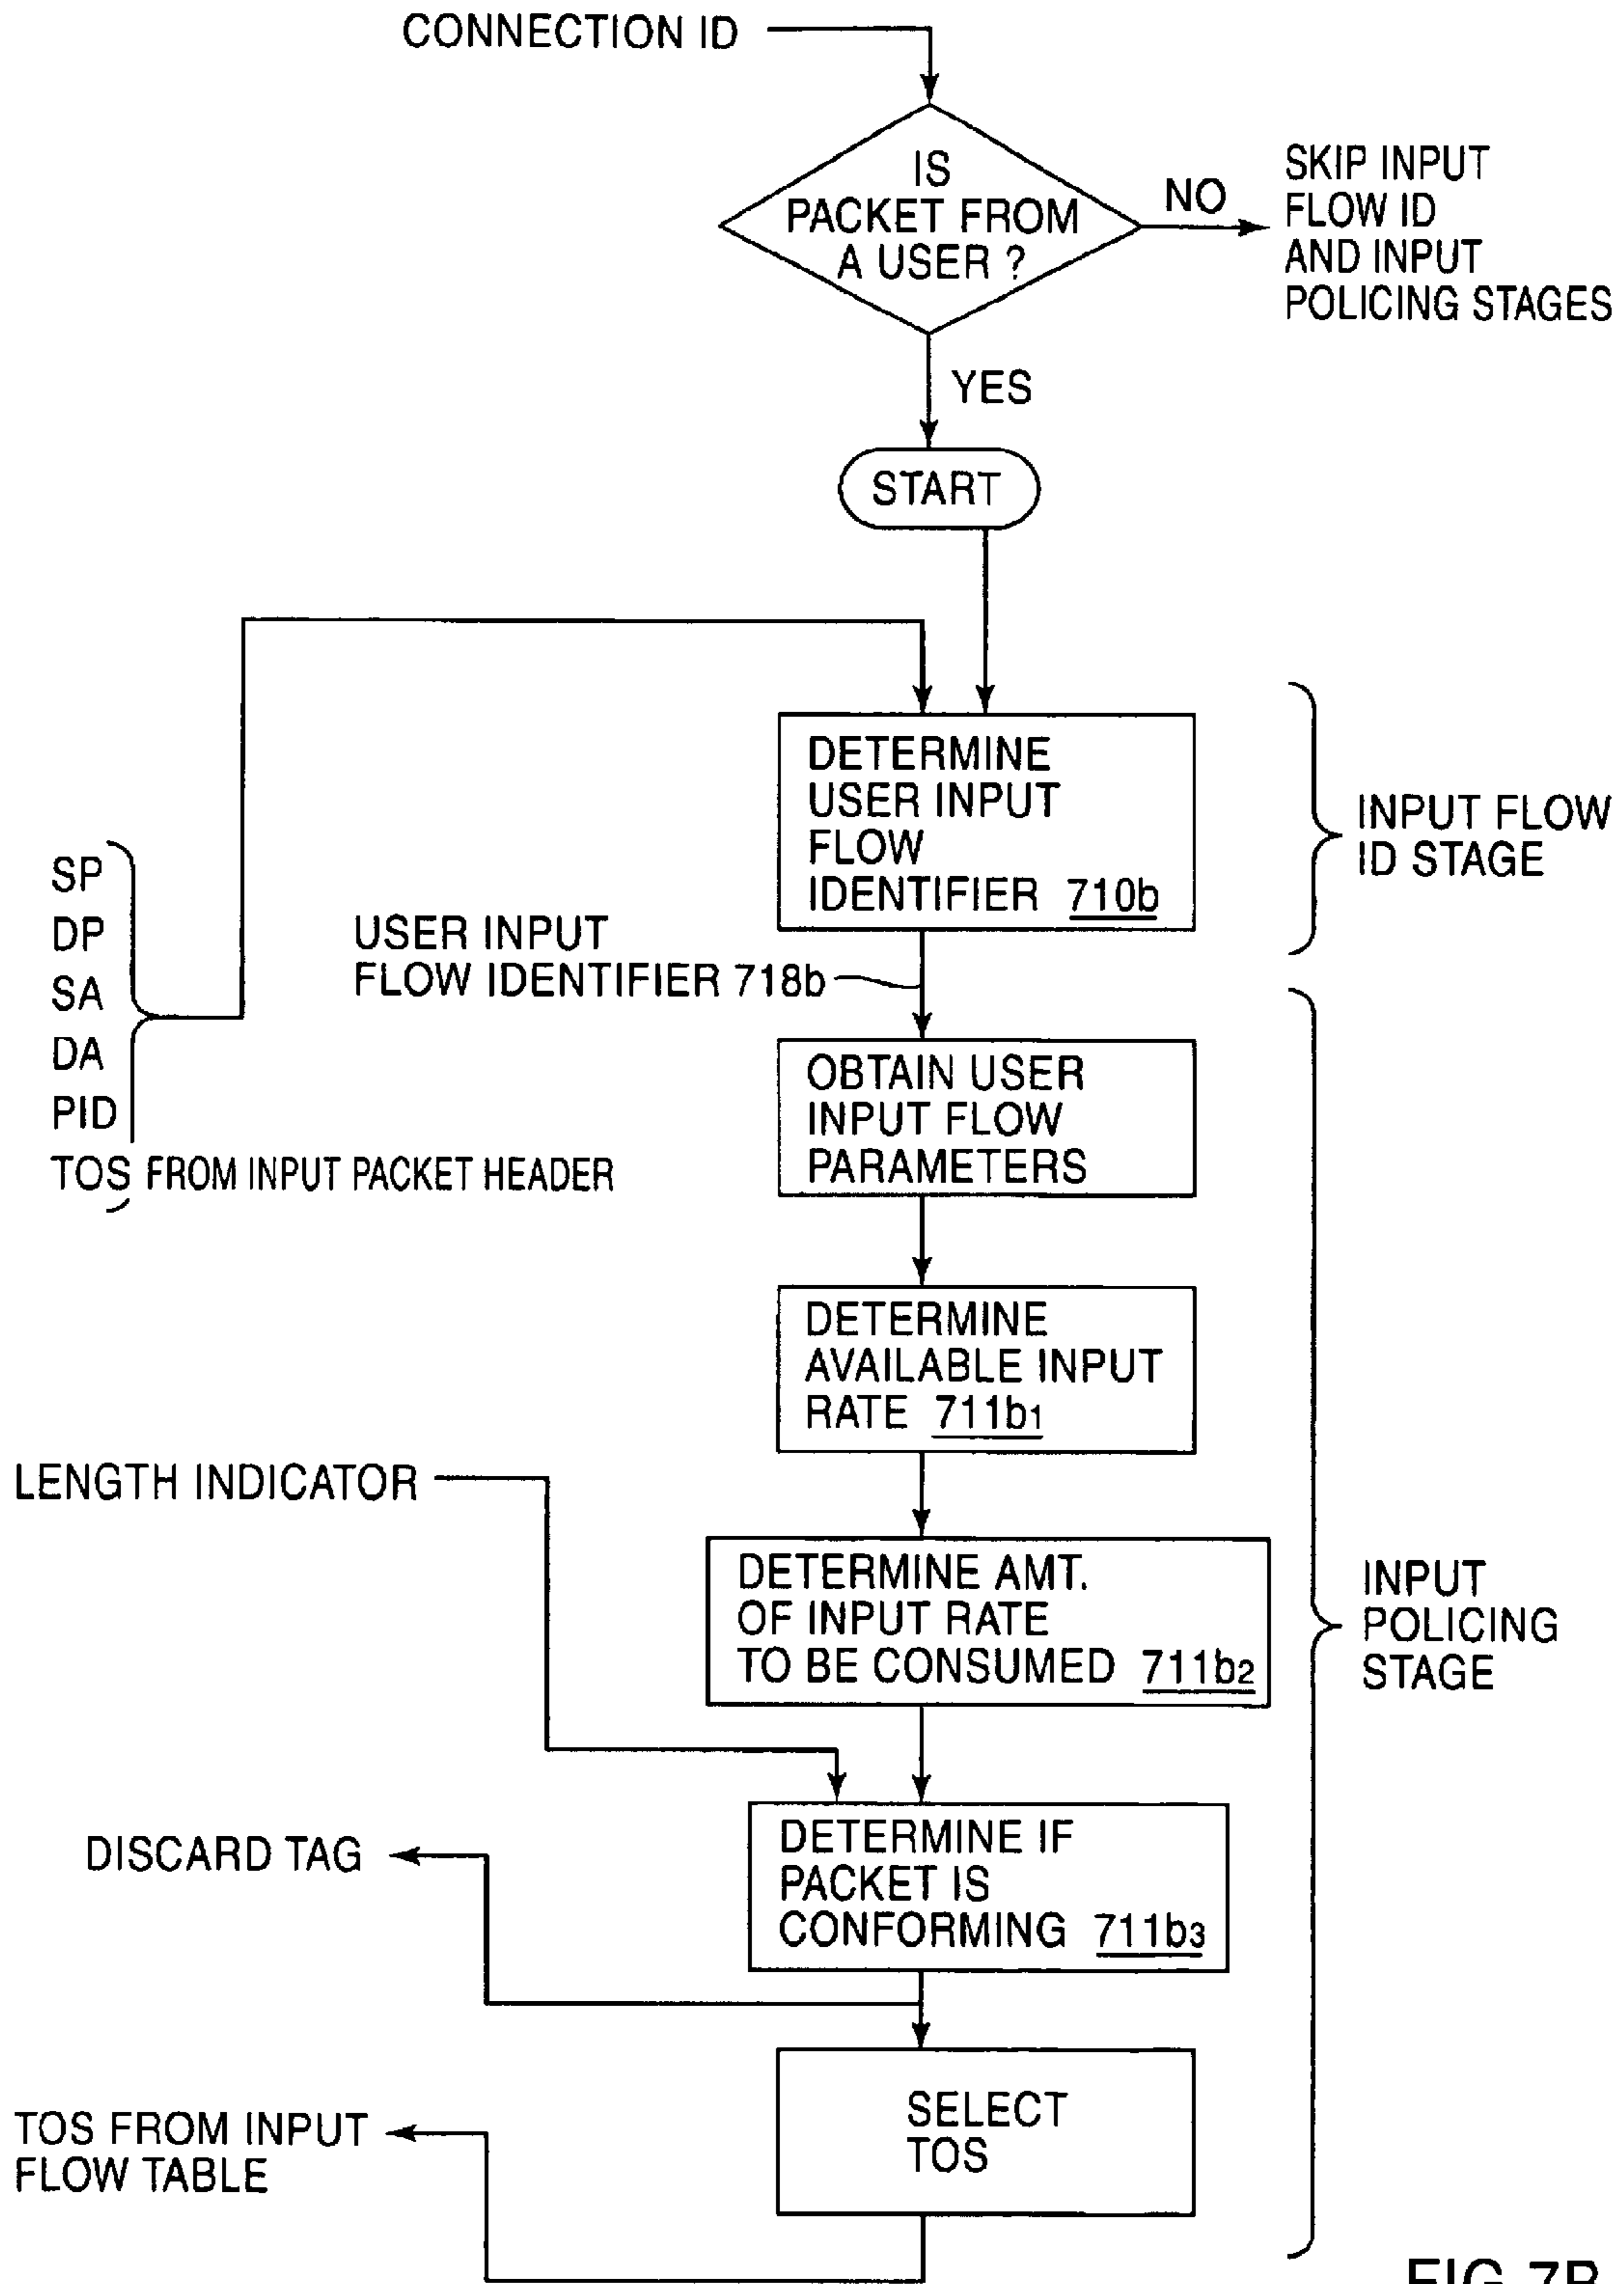 CONNECTION ID
IS
PACKET FROM
A USER ?
NO
SKIP INPUT
FLOW ID
AND INPUT
POLICING STAGES
YES
START
DETERMINE
USER INPUT
FLOW
IDENTIFIER 710b
INPUT FLOW
ID STAGE
SP
DP
SA
DA
PID
TOS FROM INPUT PACKET HEADER
USER INPUT
FLOW IDENTIFIER 718b
OBTAIN USER
INPUT FLOW
PARAMETERS
DETERMINE
AVAILABLE INPUT
RATE 711b1
LENGTH INDICATOR
DETERMINE AMT.
OF INPUT RATE
TO BE CONSUMED 711b2
INPUT
POLICING
STAGE
DETERMINE IF
PACKET IS
CONFORMING 711b3
DISCARD TAG
SELECT
TOS
TOS FROM INPUT
FLOW TABLE
FIG. 7B